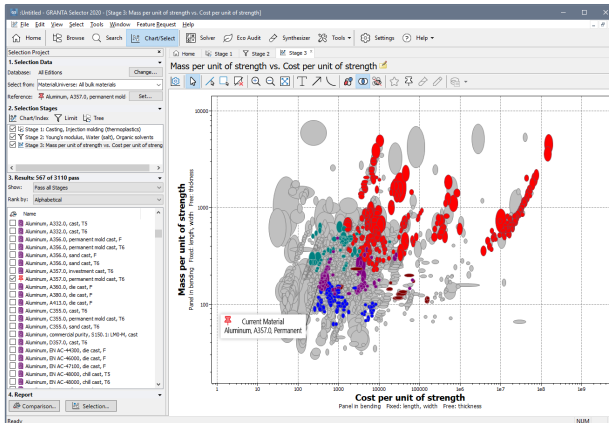 Untitled - GRANTA Selector 2020 - [Stage 3: Mass per unit of strength vs. Cost per unit of strength]
File Edit View Select Tools Window Feature Request Help
Home Browse Search Chart/Select Solver Eco Audit Synthesizer Tools Settings Help
Selection Project
Home Stage 1 Stage 2 Stage 3
1. Selection Data
Database: All Editions Change...
Select from: MaterialUniverse: All bulk materials
Reference: Aluminum, A357.0, permanent mold Set...
2. Selection Stages
Chart/Index Limit Tree
Stage 1: Casting, Injection molding (thermoplastics)
Stage 2: Young's modulus, Water (salt), Organic solvents
Stage 3: Mass per unit of strength vs. Cost per unit of streng
3. Results: 567 of 3110 pass
Show: Pass all Stages
Rank by: Alphabetical
Name
Aluminum, A332.0, cast, T5
Aluminum, A332.0, cast, T6
Aluminum, A356.0, permanent mold cast, F
Aluminum, A356.0, permanent mold cast, T6
Aluminum, A356.0, sand cast, F
Aluminum, A356.0, sand cast, T6
Aluminum, A357.0, investment cast, T6
Aluminum, A357.0, permanent mold cast, T6
Aluminum, A360.0, die cast, F
Aluminum, A380.0, die cast, F
Aluminum, A413.0, die cast, F
Aluminum, C355.0, cast, T6
Aluminum, C355.0, permanent mold cast, T6
Aluminum, C355.0, sand cast, T6
Aluminum, commercial purity, S150.1: LM0-M, cast
Aluminum, D357.0, cast, T6
Aluminum, EN AC-44300, die cast, F
Aluminum, EN AC-46000, die cast, F
Aluminum, EN AC-47100, die cast, F
Aluminum, EN AC-48000, chill cast, T5
Aluminum, EN AC-48000, chill cast, T6
4. Report
Comparison... Selection...
Ready
Mass per unit of strength vs. Cost per unit of strength
Mass per unit of strength
Panel in bending Fixed: length, width Free: thickness
10000
1000
100
Current Material
Aluminum, A357.0, Permanent
1 10 100 1000 10000 100000 1e6 1e7 1e8 1e9
Cost per unit of strength
Panel in bending Fixed: length, width Free: thickness
NUM